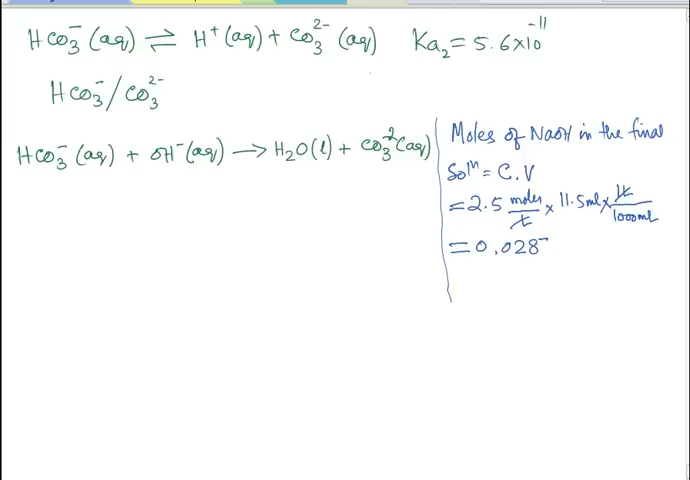 HCO3⁻ (aq) ⇌ H⁺ (aq) + CO3²⁻ (aq) Ka2 = 5.6×10⁻¹¹
HCO3⁻/CO3²⁻
HCO3⁻ (aq) + OH⁻ (aq) → H2O(l) + CO3² (aq)
Moles of NaOH in the final
Solⁿ = C.V
= 2.5 moles/L × 11.5ml × 1L/1000ml
= 0.028